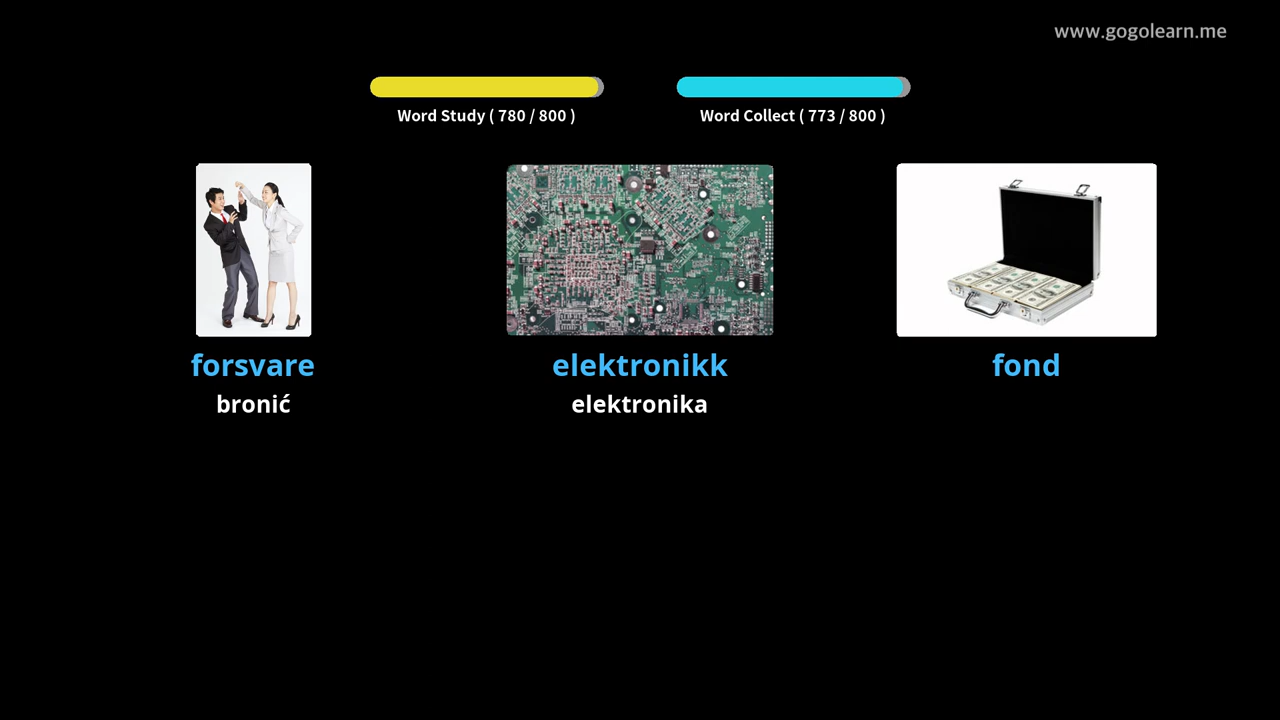 www.gogolearn.me
Word Study ( 780 / 800 )
Word Collect ( 773 / 800 )
forsvare
elektronikk
fond
bronić
elektronika